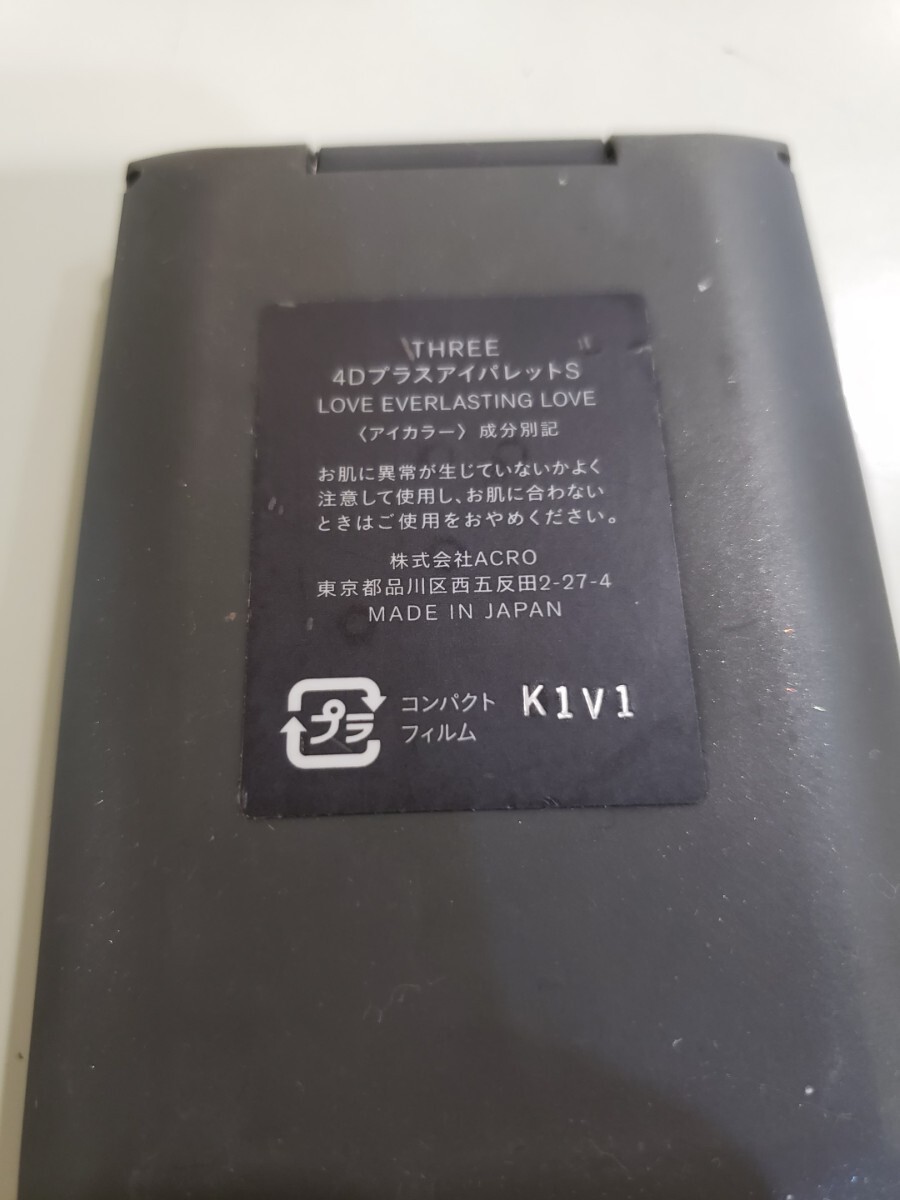 THREE
4DプラスアイパレットS
LOVE EVERLASTING LOVE
〈アイカラー〉成分別記
お肌に異常が生じていないかよく
注意して使用し、お肌に合わない
ときはご使用をおやめください。
株式会社ACRO
東京都品川区西五反田2-27-4
MADE IN JAPAN
プラ
コンパクト
フィルム
K1V1